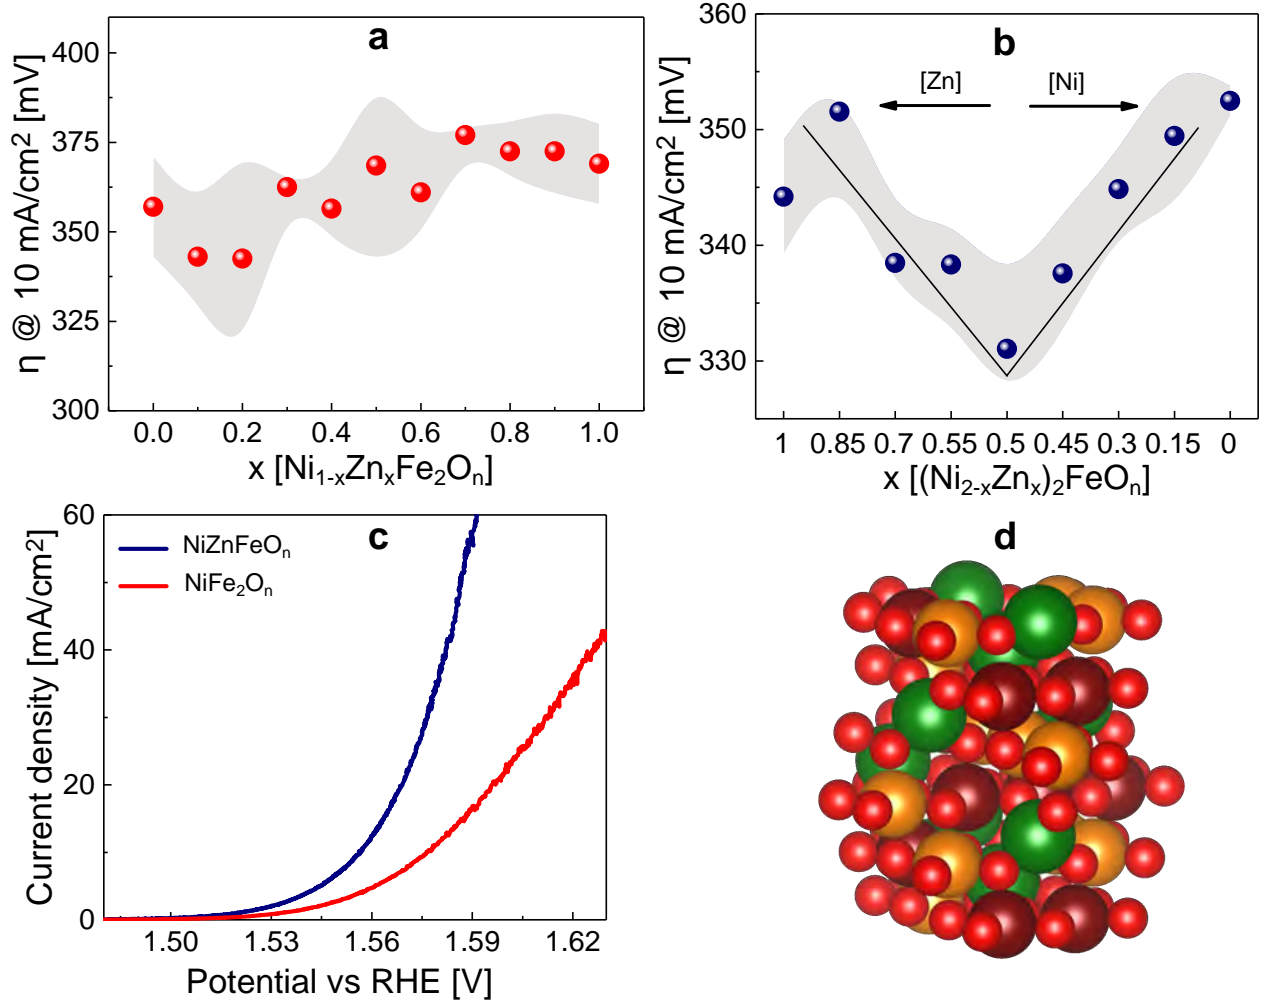 a
400
375
350
325
300
η @ 10 mA/cm² [mV]
0.0 0.2 0.4 0.6 0.8 1.0
x [Ni₁₋ₓZnₓFe₂Oₙ]
b
[Zn] [Ni]
360
350
340
330
η @ 10 mA/cm² [mV]
1 0.85 0.7 0.55 0.5 0.45 0.3 0.15 0
x [(Ni₂₋ₓZnₓ)₂FeOₙ]
c
NiZnFeOₙ
NiFe₂Oₙ
60
40
20
0
Current density [mA/cm²]
1.50 1.53 1.56 1.59 1.62
Potential vs RHE [V]
d